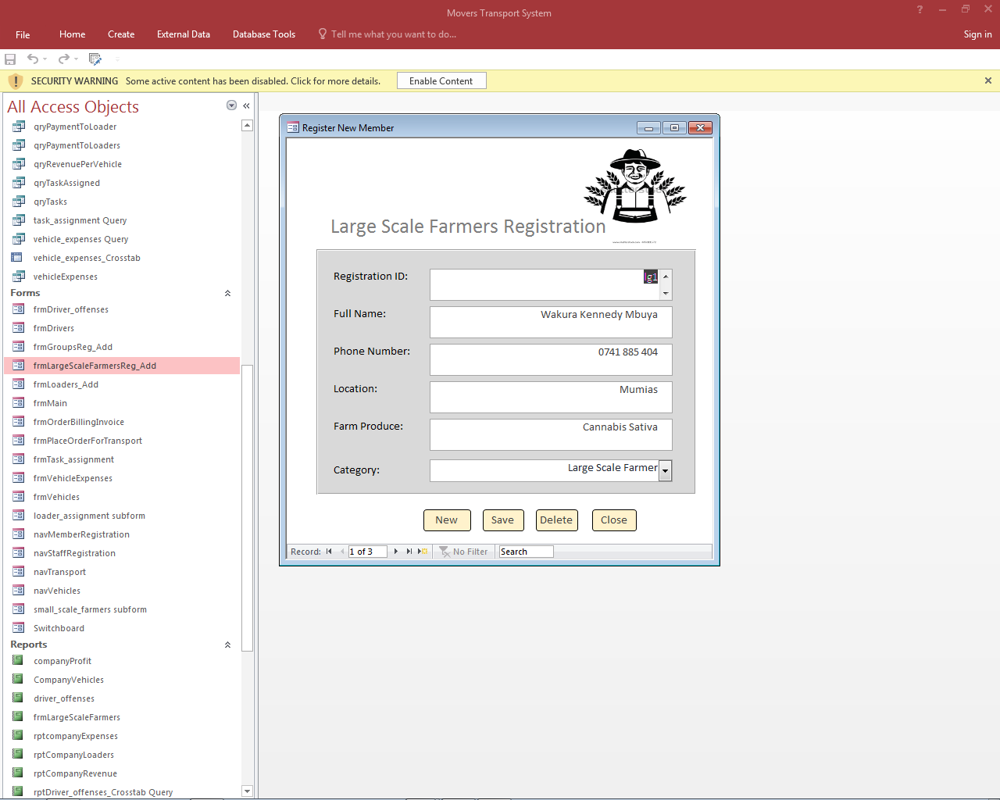 Movers Transport System
?
File
Home
Create
External Data
Database Tools
Tell me what you want to do...
Sign in
SECURITY WARNING Some active content has been disabled. Click for more details.
Enable Content
All Access Objects
qryPaymentToLoader
qryPaymentToLoaders
qryRevenuePerVehicle
qryTaskAssigned
qryTasks
task_assignment Query
vehicle_expenses Query
vehicle_expenses_Crosstab
vehicleExpenses
Forms
frmDriver_offenses
frmDrivers
frmGroupsReg_Add
frmLargeScaleFarmersReg_Add
frmLoaders_Add
frmMain
frmOrderBillingInvoice
frmPlaceOrderForTransport
frmTask_assignment
frmVehicleExpenses
frmVehicles
loader_assignment subform
navMemberRegistration
navStaffRegistration
navTransport
navVehicles
small_scale_farmers subform
Switchboard
Reports
companyProfit
CompanyVehicles
driver_offenses
frmLargeScaleFarmers
rptcompanyExpenses
rptCompanyLoaders
rptCompanyRevenue
rptDriver_offenses_Crosstab Query
Register New Member
Large Scale Farmers Registration
Registration ID:
lg1
Full Name:
Wakura Kennedy Mbuya
Phone Number:
0741 885 404
Location:
Mumias
Farm Produce:
Cannabis Sativa
Category:
Large Scale Farmer
New
Save
Delete
Close
Record:
1 of 3
No Filter
Search